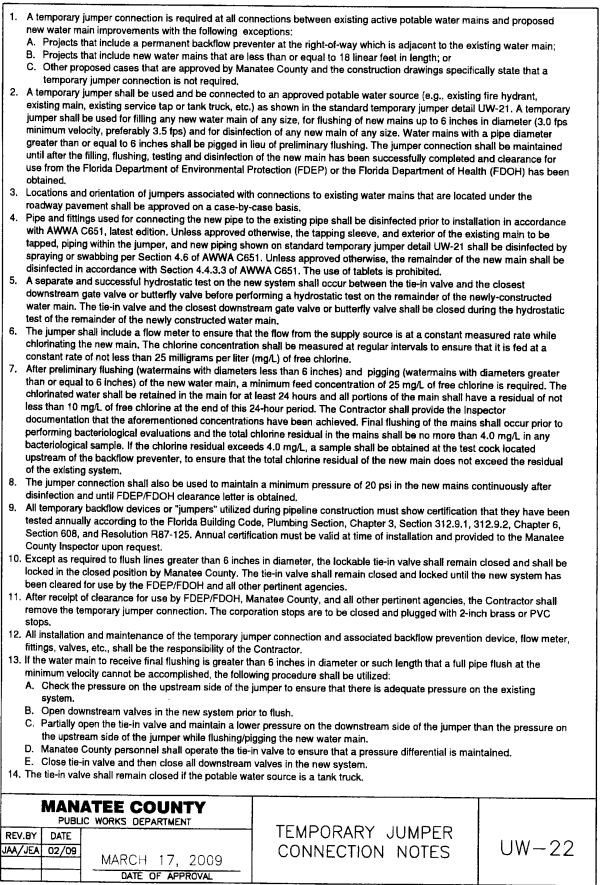 1. A temporary jumper connection is required at all connections between existing active potable water mains and proposed
new water main improvements with the following exceptions:
A. Projects that include a permanent backflow preventer at the right-of-way which is adjacent to the existing water main;
B. Projects that include new water mains that are less than or equal to 18 linear feet in length; or
C. Other proposed cases that are approved by Manatee County and the construction drawings specifically state that a
temporary jumper connection is not required.
2. A temporary jumper shall be used and be connected to an approved potable water source (e.g., existing fire hydrant,
existing main, existing service tap or tank truck, etc.) as shown in the standard temporary jumper detail UW-21. A temporary
jumper shall be used for filling any new water main of any size, for flushing of new mains up to 6 inches in diameter (3.0 fps
minimum velocity, preferably 3.5 fps) and for disinfection of any new main of any size. Water mains with a pipe diameter
greater than or equal to 6 inches shall be pigged in lieu of preliminary flushing. The jumper connection shall be maintained
until after the filling, flushing, testing and disinfection of the new main has been successfully completed and clearance for
use from the Florida Department of Environmental Protection (FDEP) or the Florida Department of Health (FDOH) has been
obtained.
3. Locations and orientation of jumpers associated with connections to existing water mains that are located under the
roadway pavement shall be approved on a case-by-case basis.
4. Pipe and fittings used for connecting the new pipe to the existing pipe shall be disinfected prior to installation in accordance
with AWWA C651, latest edition. Unless approved otherwise, the tapping sleeve, and exterior of the existing main to be
tapped, piping within the jumper, and new piping shown on standard temporary jumper detail UW-21 shall be disinfected by
spraying or swabbing per Section 4.6 of AWWA C651. Unless approved otherwise, the remainder of the new main shall be
disinfected in accordance with Section 4.4.3.3 of AWWA C651. The use of tablets is prohibited.
5. A separate and successful hydrostatic test on the new system shall occur between the tie-in valve and the closest
downstream gate valve or butterfly valve before performing a hydrostatic test on the remainder of the newly-constructed
water main. The tie-in valve and the closest downstream gate valve or butterfly valve shall be closed during the hydrostatic
test of the remainder of the newly constructed water main.
6. The jumper shall include a flow meter to ensure that the flow from the supply source is at a constant measured rate while
chlorinating the new main. The chlorine concentration shall be measured at regular intervals to ensure that it is fed at a
constant rate of not less than 25 milligrams per liter (mg/L) of free chlorine.
7. After preliminary flushing (watermains with diameters less than 6 inches) and pigging (watermains with diameters greater
than or equal to 6 inches) of the new water main, a minimum feed concentration of 25 mg/L of free chlorine is required. The
chlorinated water shall be retained in the main for at least 24 hours and all portions of the main shall have a residual of not
less than 10 mg/L of free chlorine at the end of this 24-hour period. The Contractor shall provide the Inspector
documentation that the aforementioned concentrations have been achieved. Final flushing of the mains shall occur prior to
performing bacteriological evaluations and the total chlorine residual in the mains shall be no more than 4.0 mg/L in any
bacteriological sample. If the chlorine residual exceeds 4.0 mg/L, a sample shall be obtained at the test cock located
upstream of the backflow preventer, to ensure that the total chlorine residual of the new main does not exceed the residual
of the existing system.
8. The jumper connection shall also be used to maintain a minimum pressure of 20 psi in the new mains continuously after
disinfection and until FDEP/FDOH clearance letter is obtained.
9. All temporary backflow devices or "jumpers" utilized during pipeline construction must show certification that they have been
tested annually according to the Florida Building Code, Plumbing Section, Chapter 3, Section 312.9.1, 312.9.2, Chapter 6,
Section 608, and Resolution R87-125. Annual certification must be valid at time of installation and provided to the Manatee
County Inspector upon request.
10. Except as required to flush lines greater than 6 inches in diameter, the lockable tie-in valve shall remain closed and shall be
locked in the closed position by Manatee County. The tie-in valve shall remain closed and locked until the new system has
been cleared for use by the FDEP/FDOH and all other pertinent agencies.
11. After receipt of clearance for use by FDEP/FDOH, Manatee County, and all other pertinent agencies, the Contractor shall
remove the temporary jumper connection. The corporation stops are to be closed and plugged with 2-inch brass or PVC
stops.
12. All installation and maintenance of the temporary jumper connection and associated backflow prevention device, flow meter,
fittings, valves, etc., shall be the responsibility of the Contractor.
13. If the water main to receive final flushing is greater than 6 inches in diameter or such length that a full pipe flush at the
minimum velocity cannot be accomplished, the following procedure shall be utilized:
A. Check the pressure on the upstream side of the jumper to ensure that there is adequate pressure on the existing
system.
B. Open downstream valves in the new system prior to flush.
C. Partially open the tie-in valve and maintain a lower pressure on the downstream side of the jumper than the pressure on
the upstream side of the jumper while flushing/pigging the new water main.
D. Manatee County personnel shall operate the tie-in valve to ensure that a pressure differential is maintained.
E. Close tie-in valve and then close all downstream valves in the new system.
14. The tie-in valve shall remain closed if the potable water source is a tank truck.
MANATEE COUNTY
PUBLIC WORKS DEPARTMENT
REV.BY DATE
JAA/JEA 02/09
MARCH 17, 2009
DATE OF APPROVAL
TEMPORARY JUMPER
CONNECTION NOTES
UW-22